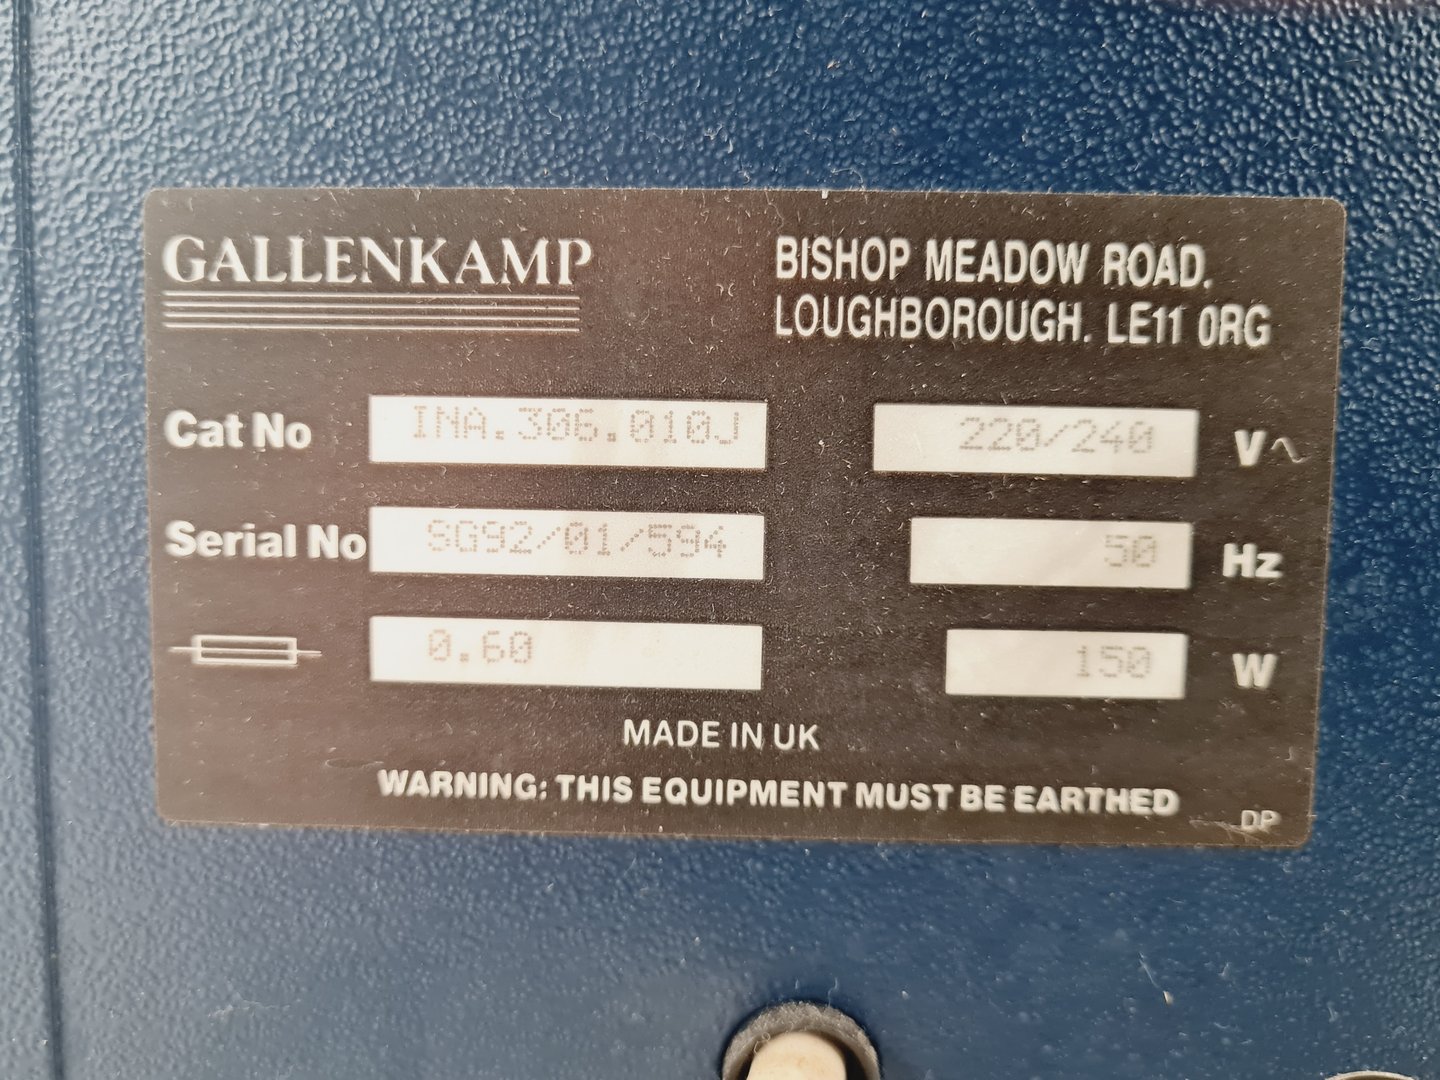 GALLENKAMP
BISHOP MEADOW ROAD.
LOUGHBOROUGH. LE11 0RG
Cat No INA.306.010J 220/240 V~
Serial No SG92/01/594 50 Hz
0.60 150 W
MADE IN UK
WARNING: THIS EQUIPMENT MUST BE EARTHED
DP